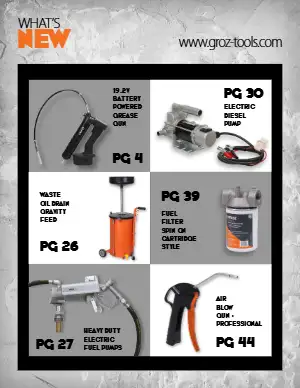 WHAT'S
NEW
www.groz-tools.com
19.2V
BATTERY
POWERED
GREASE
GUN
PG 4
PG 30
ELECTRIC
DIESEL
PUMP
WASTE
OIL DRAIN
GRAVITY
FEED
PG 26
PG 39
FUEL
FILTER
SPIN ON
CARTRIDGE
STYLE
HEAVY DUTY
ELECTRIC
FUEL PUMPS
PG 27
AIR
BLOW
GUN -
PROFESSIONAL
PG 44